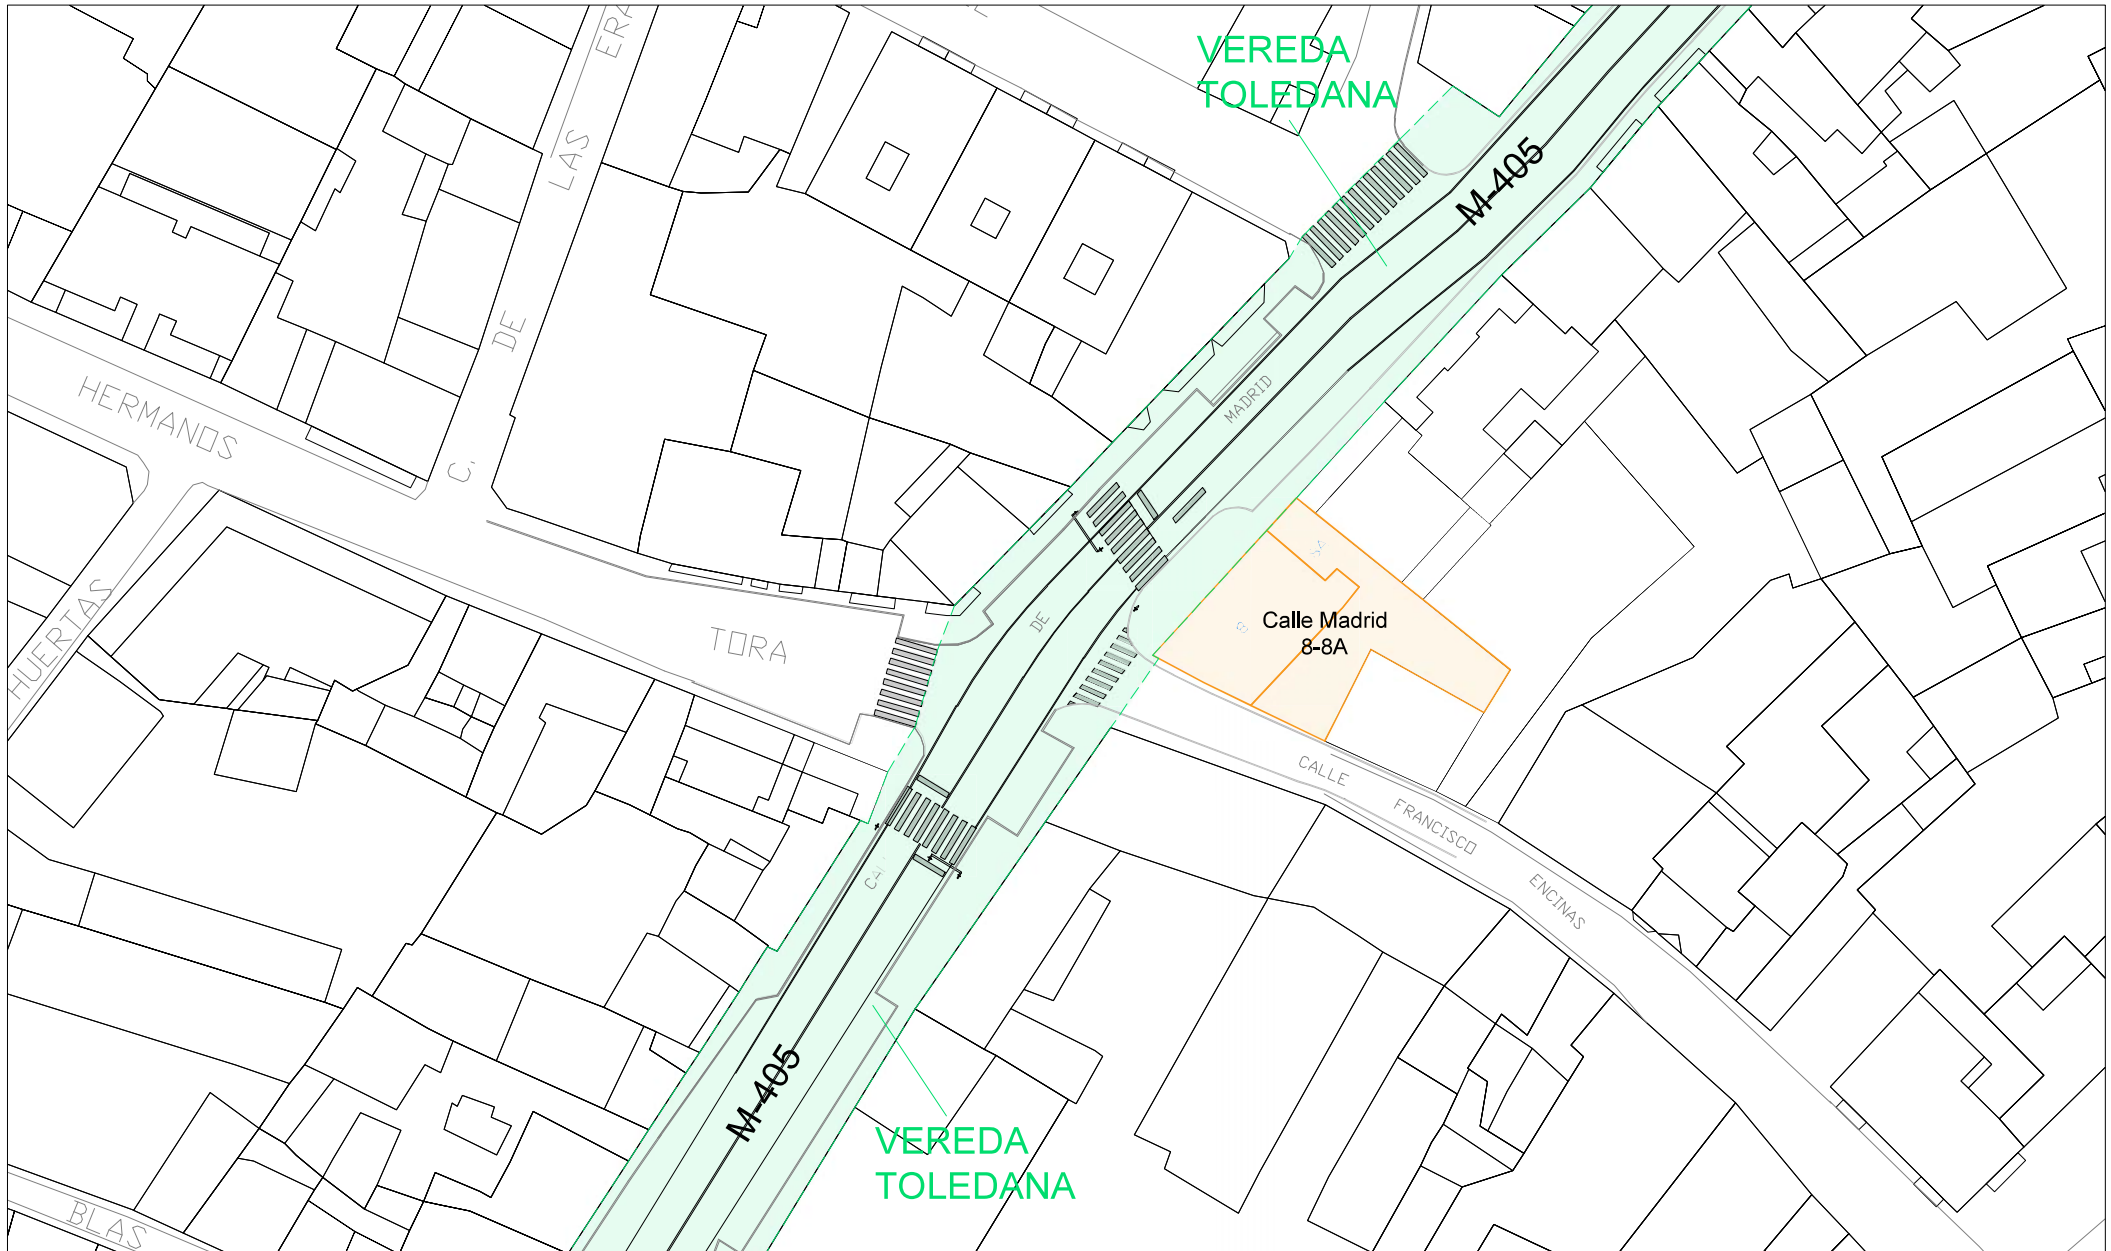 VEREDA
TOLEDANA
M-405
LAS
DE
C.
HERMANOS
MADRID
DE
TORA
HUERTAS
Calle Madrid
8-8A
CALLE
FRANCISCO
ENCINAS
M-405
VEREDA
TOLEDANA
BLAS